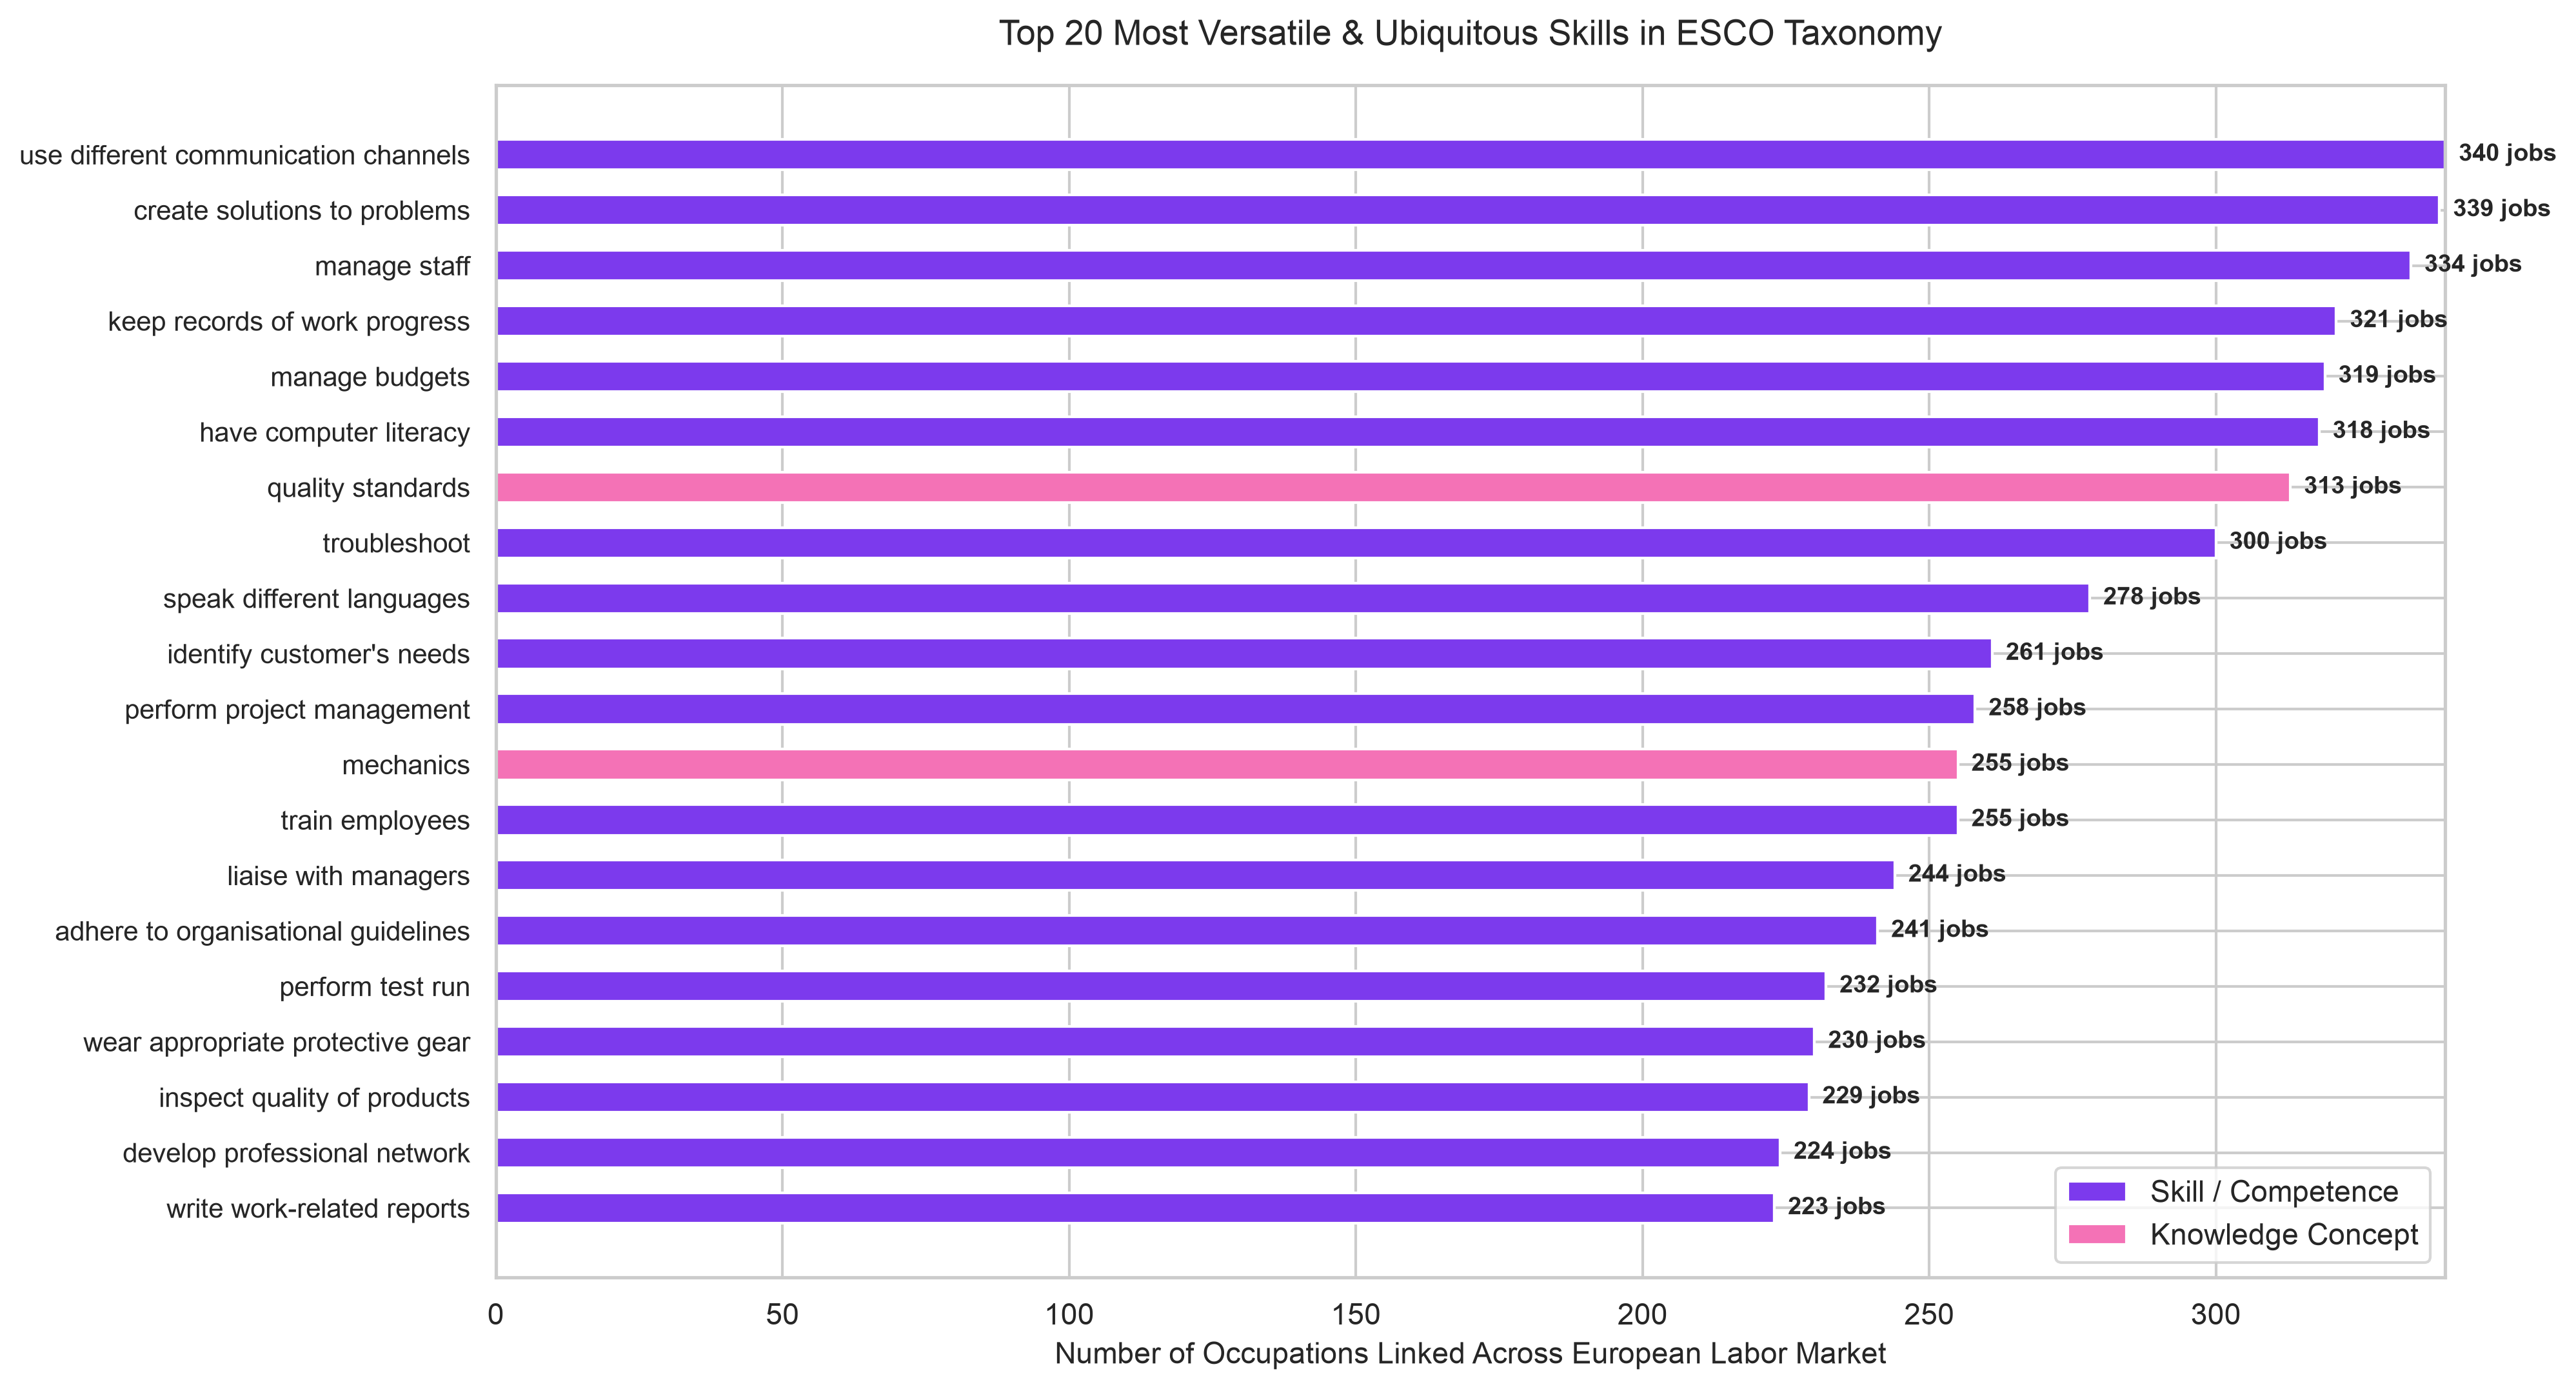 Top 20 Most Versatile & Ubiquitous Skills in ESCO Taxonomy
use different communication channels 340 jobs
create solutions to problems 339 jobs
manage staff 334 jobs
keep records of work progress 321 jobs
manage budgets 319 jobs
have computer literacy 318 jobs
quality standards 313 jobs
troubleshoot 300 jobs
speak different languages 278 jobs
identify customer's needs 261 jobs
perform project management 258 jobs
mechanics 255 jobs
train employees 255 jobs
liaise with managers 244 jobs
adhere to organisational guidelines 241 jobs
perform test run 232 jobs
wear appropriate protective gear 230 jobs
inspect quality of products 229 jobs
develop professional network 224 jobs
write work-related reports 223 jobs
Skill / Competence
Knowledge Concept
0 50 100 150 200 250 300
Number of Occupations Linked Across European Labor Market